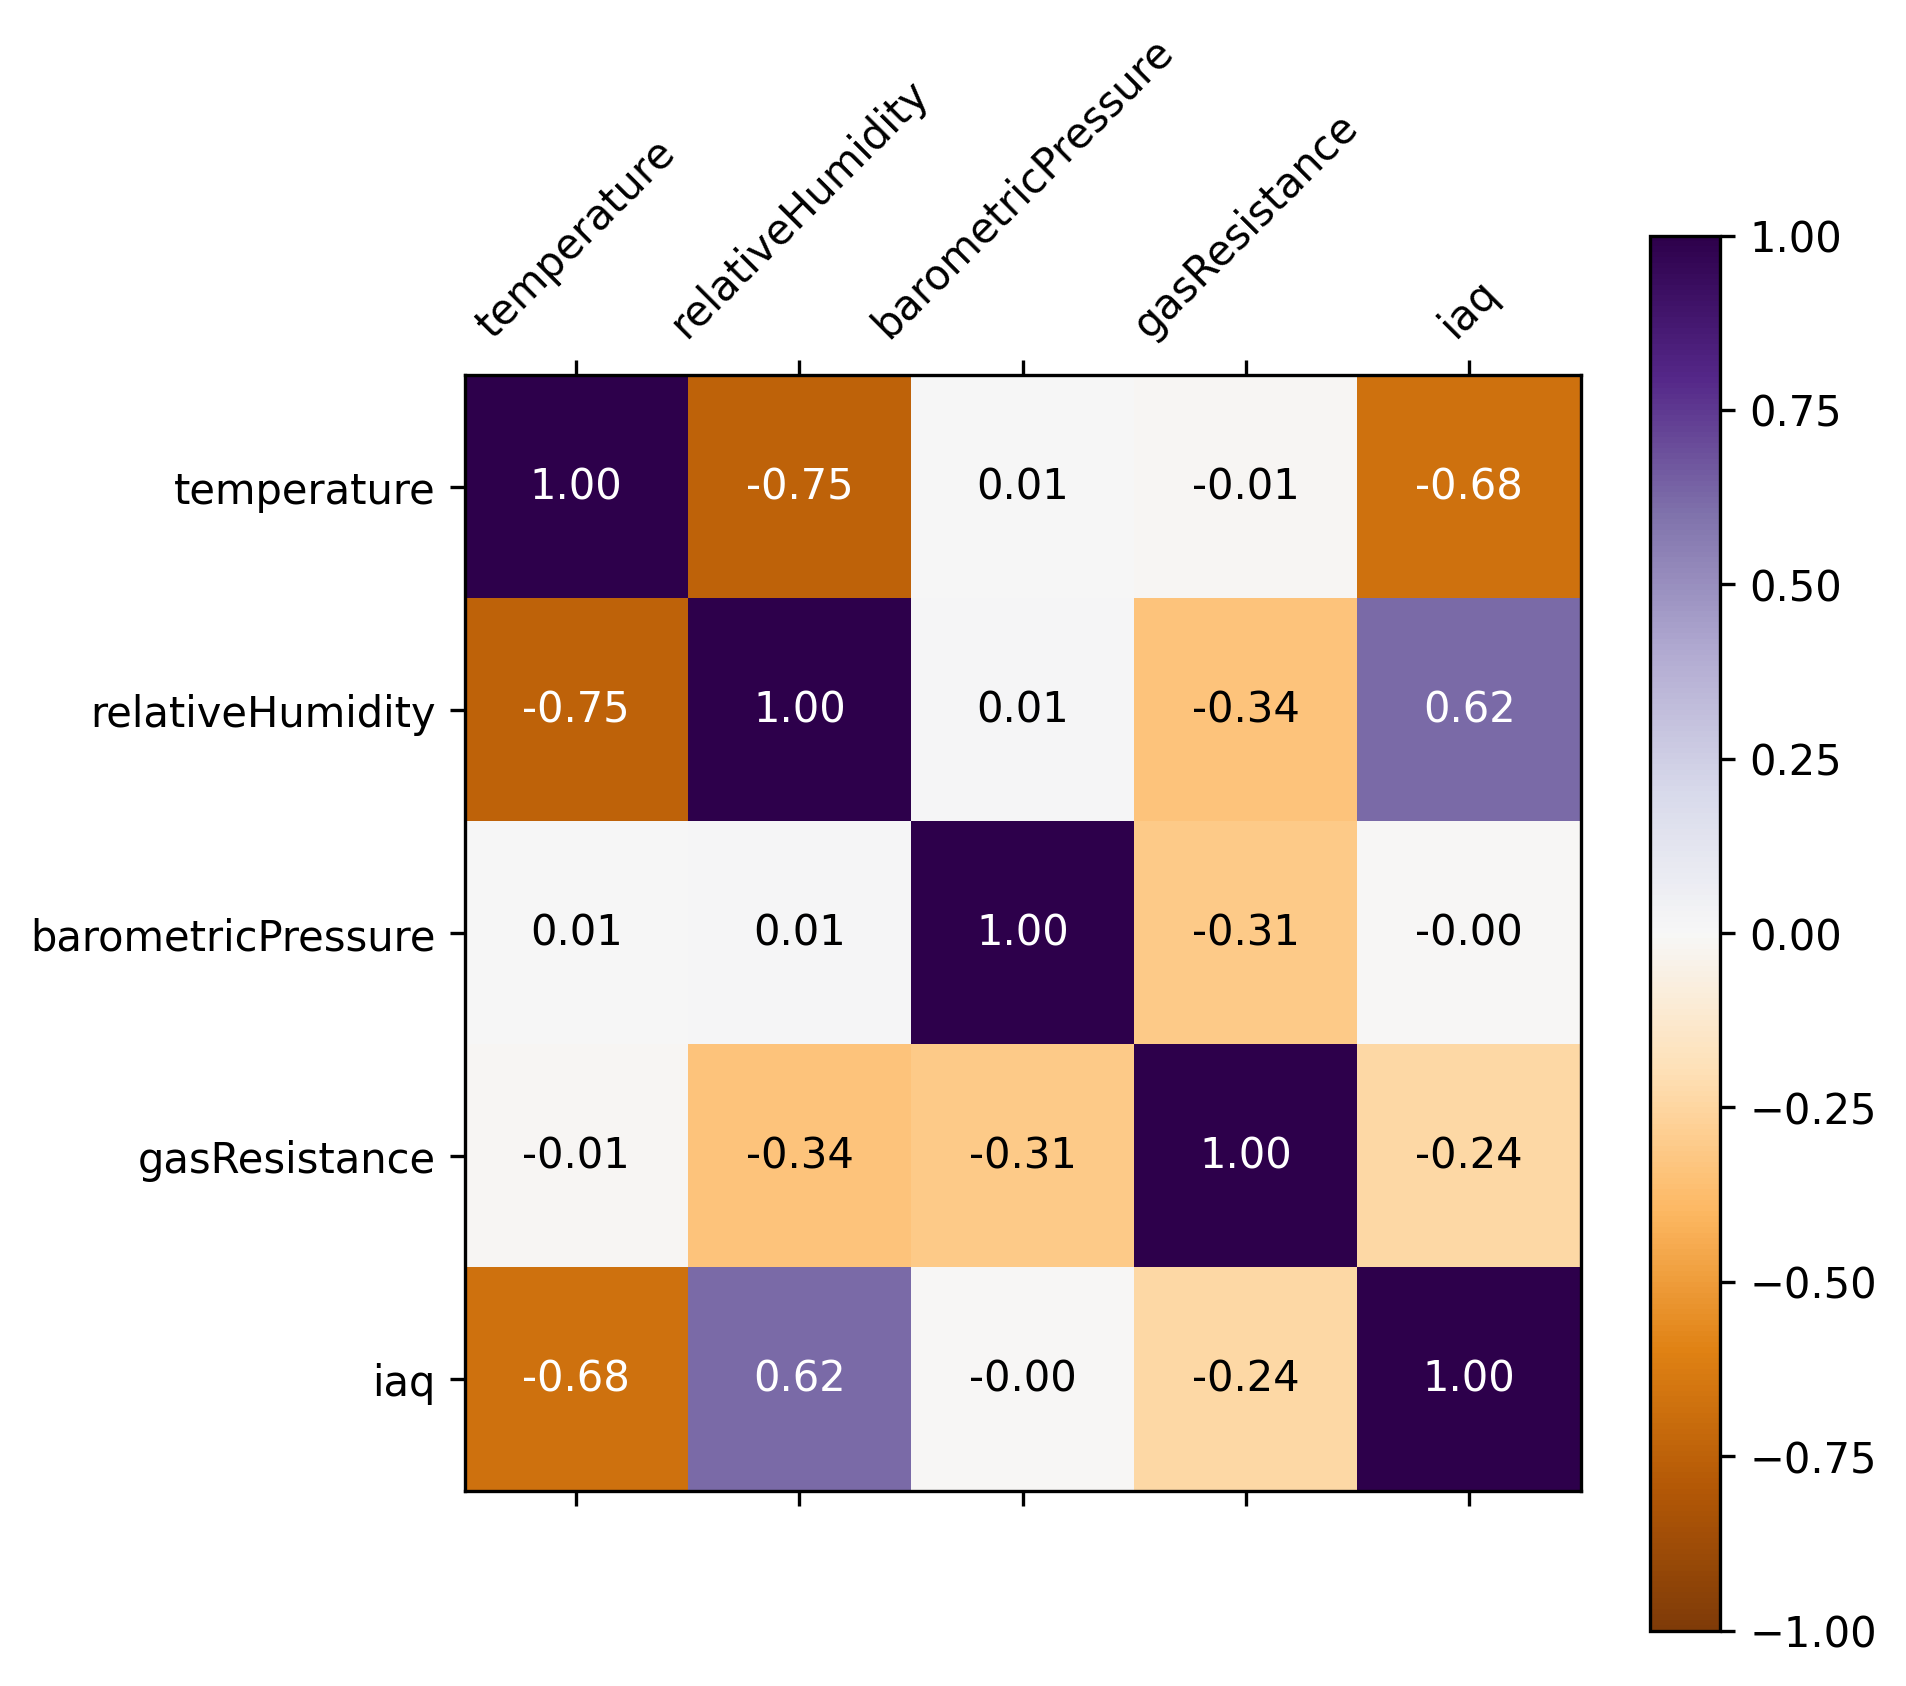 temperature relativeHumidity barometricPressure gasResistance iaq
temperature 1.00 -0.75 0.01 -0.01 -0.68
relativeHumidity -0.75 1.00 0.01 -0.34 0.62
barometricPressure 0.01 0.01 1.00 -0.31 -0.00
gasResistance -0.01 -0.34 -0.31 1.00 -0.24
iaq -0.68 0.62 -0.00 -0.24 1.00
1.00
0.75
0.50
0.25
0.00
−0.25
−0.50
−0.75
−1.00